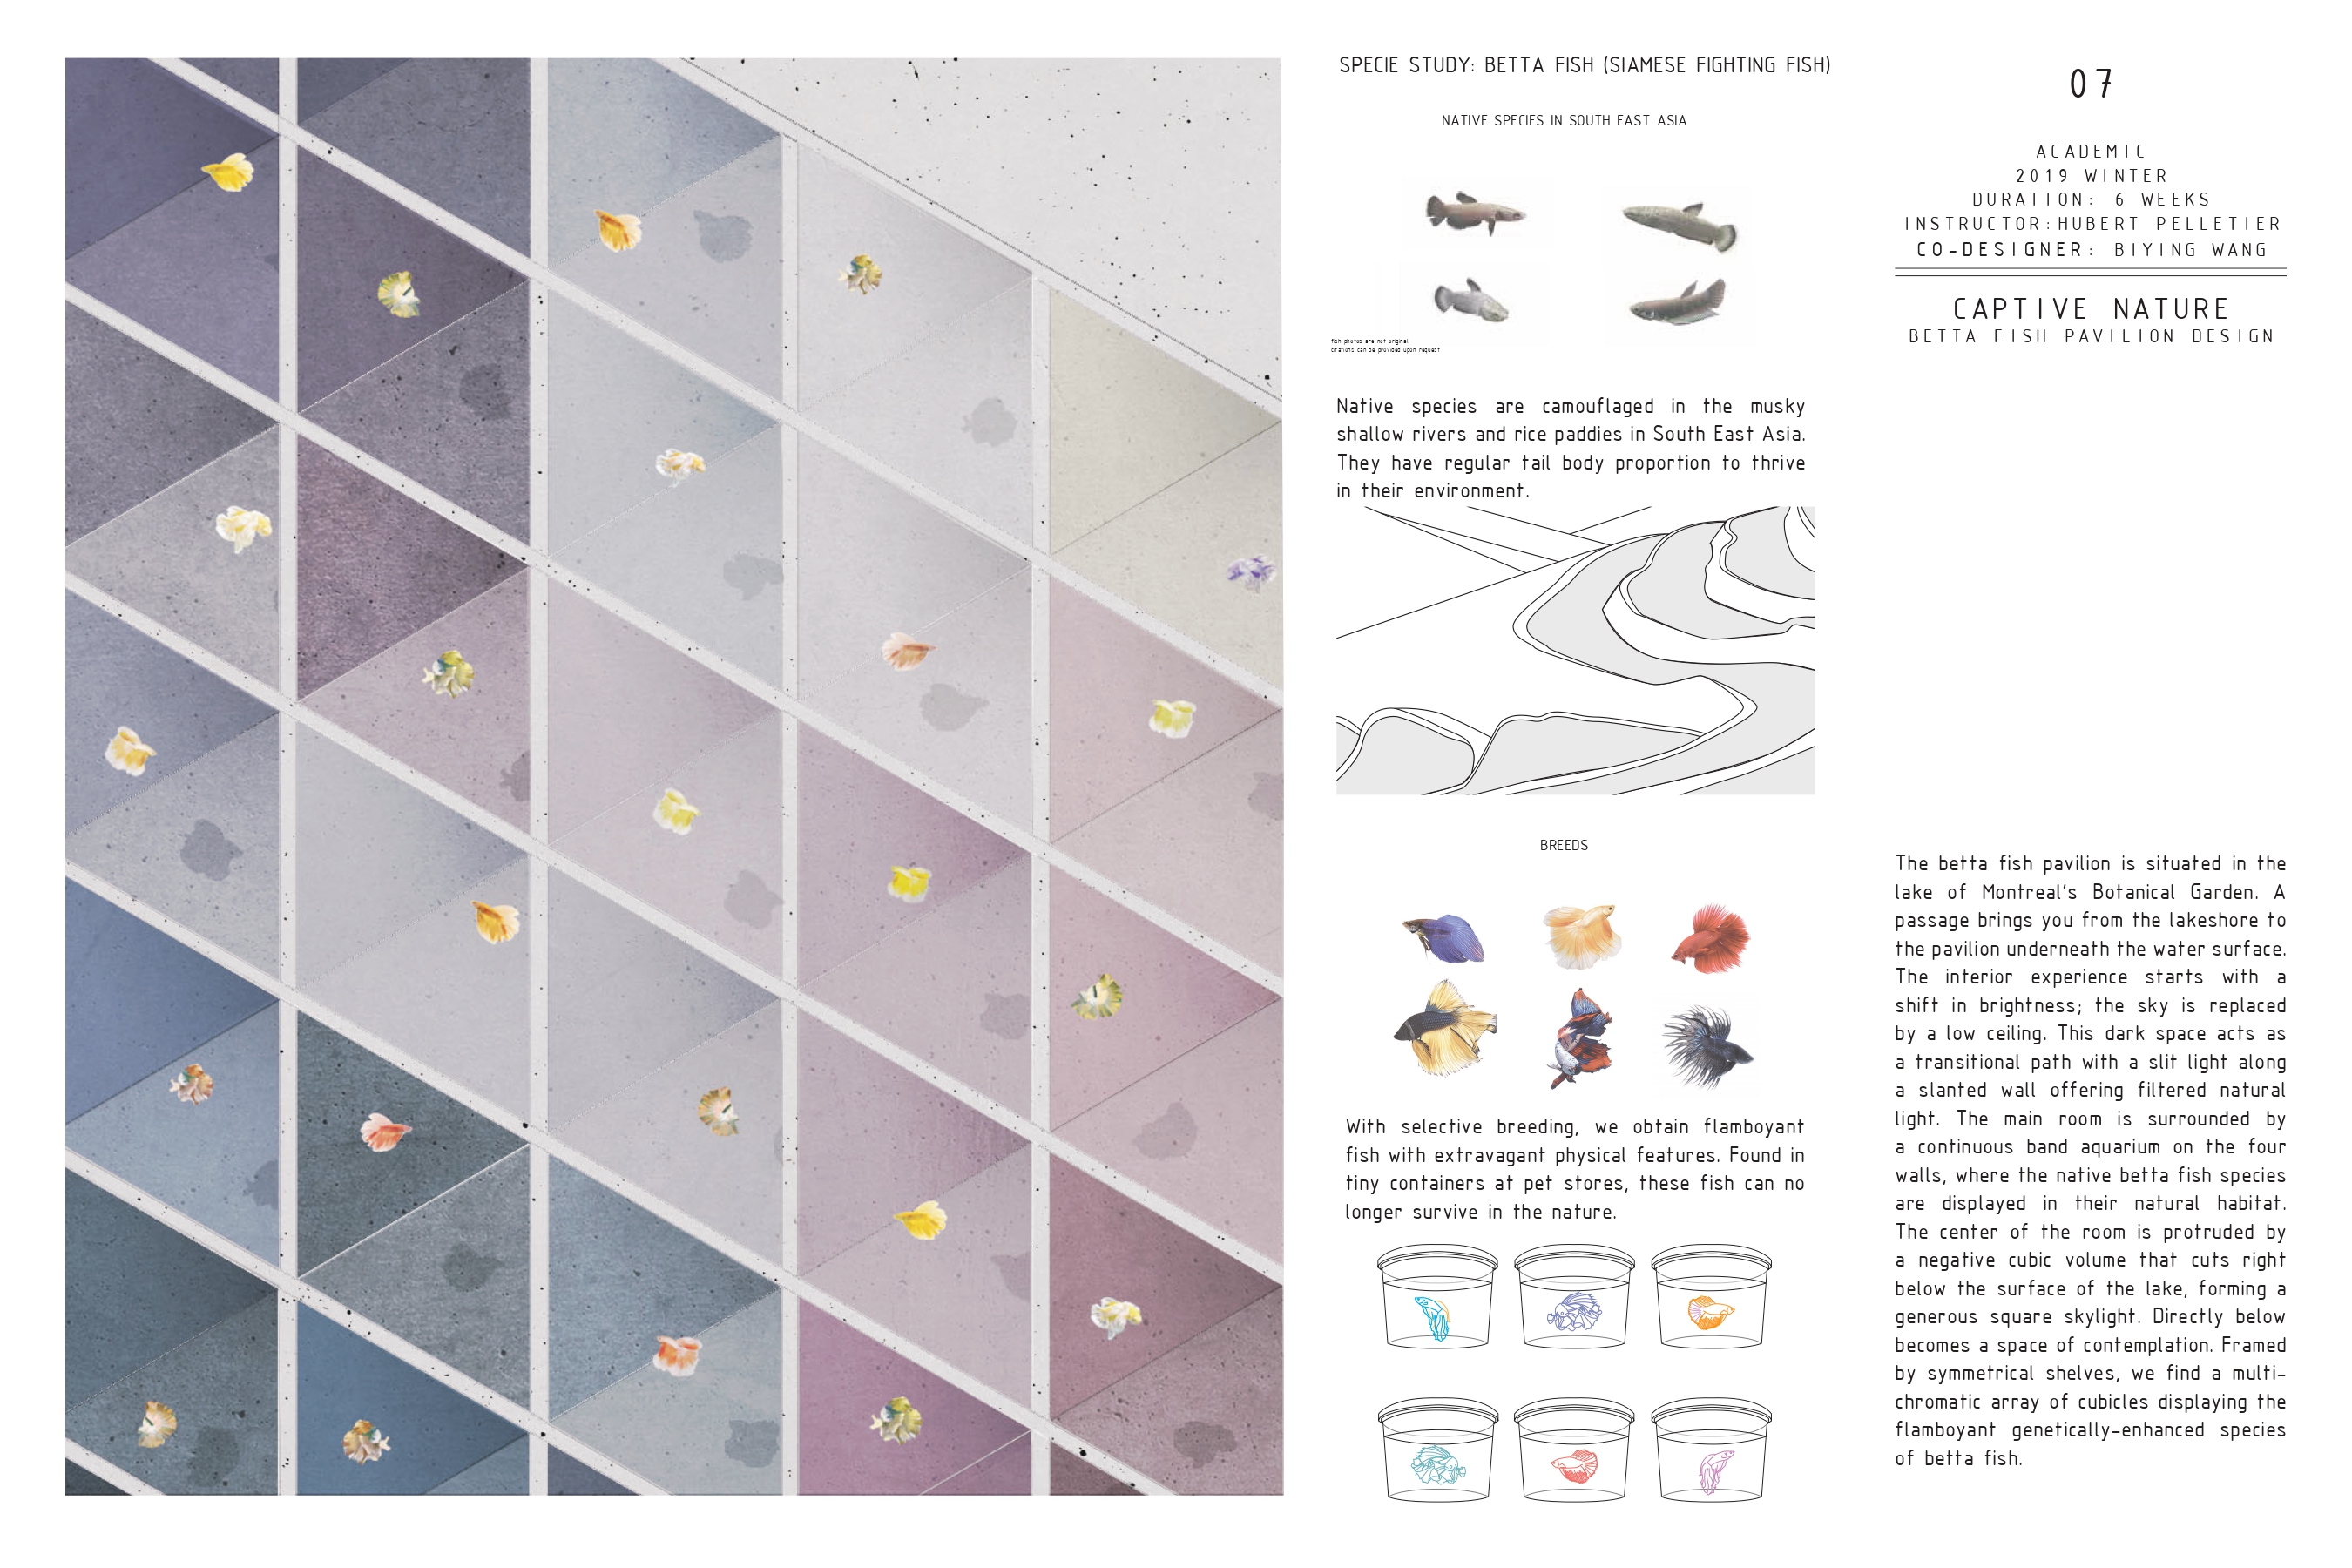 SPECIE STUDY: BETTA FISH (SIAMESE FIGHTING FISH)
NATIVE SPECIES IN SOUTH EAST ASIA
fish photos are not original.
citations can be provided upon request
Native species are camouflaged in the musky
shallow rivers and rice paddies in South East Asia.
They have regular tail body proportion to thrive
in their environment.
BREEDS
With selective breeding, we obtain flamboyant
fish with extravagant physical features. Found in
tiny containers at pet stores, these fish can no
longer survive in the nature.
07
ACADEMIC
2019 WINTER
DURATION: 6 WEEKS
INSTRUCTOR:HUBERT PELLETIER
CO-DESIGNER: BIYING WANG
CAPTIVE NATURE
BETTA FISH PAVILION DESIGN
The betta fish pavilion is situated in the
lake of Montreal's Botanical Garden. A
passage brings you from the lakeshore to
the pavilion underneath the water surface.
The interior experience starts with a
shift in brightness; the sky is replaced
by a low ceiling. This dark space acts as
a transitional path with a slit light along
a slanted wall offering filtered natural
light. The main room is surrounded by
a continuous band aquarium on the four
walls, where the native betta fish species
are displayed in their natural habitat.
The center of the room is protruded by
a negative cubic volume that cuts right
below the surface of the lake, forming a
generous square skylight. Directly below
becomes a space of contemplation. Framed
by symmetrical shelves, we find a multi-
chromatic array of cubicles displaying the
flamboyant genetically-enhanced species
of betta fish.